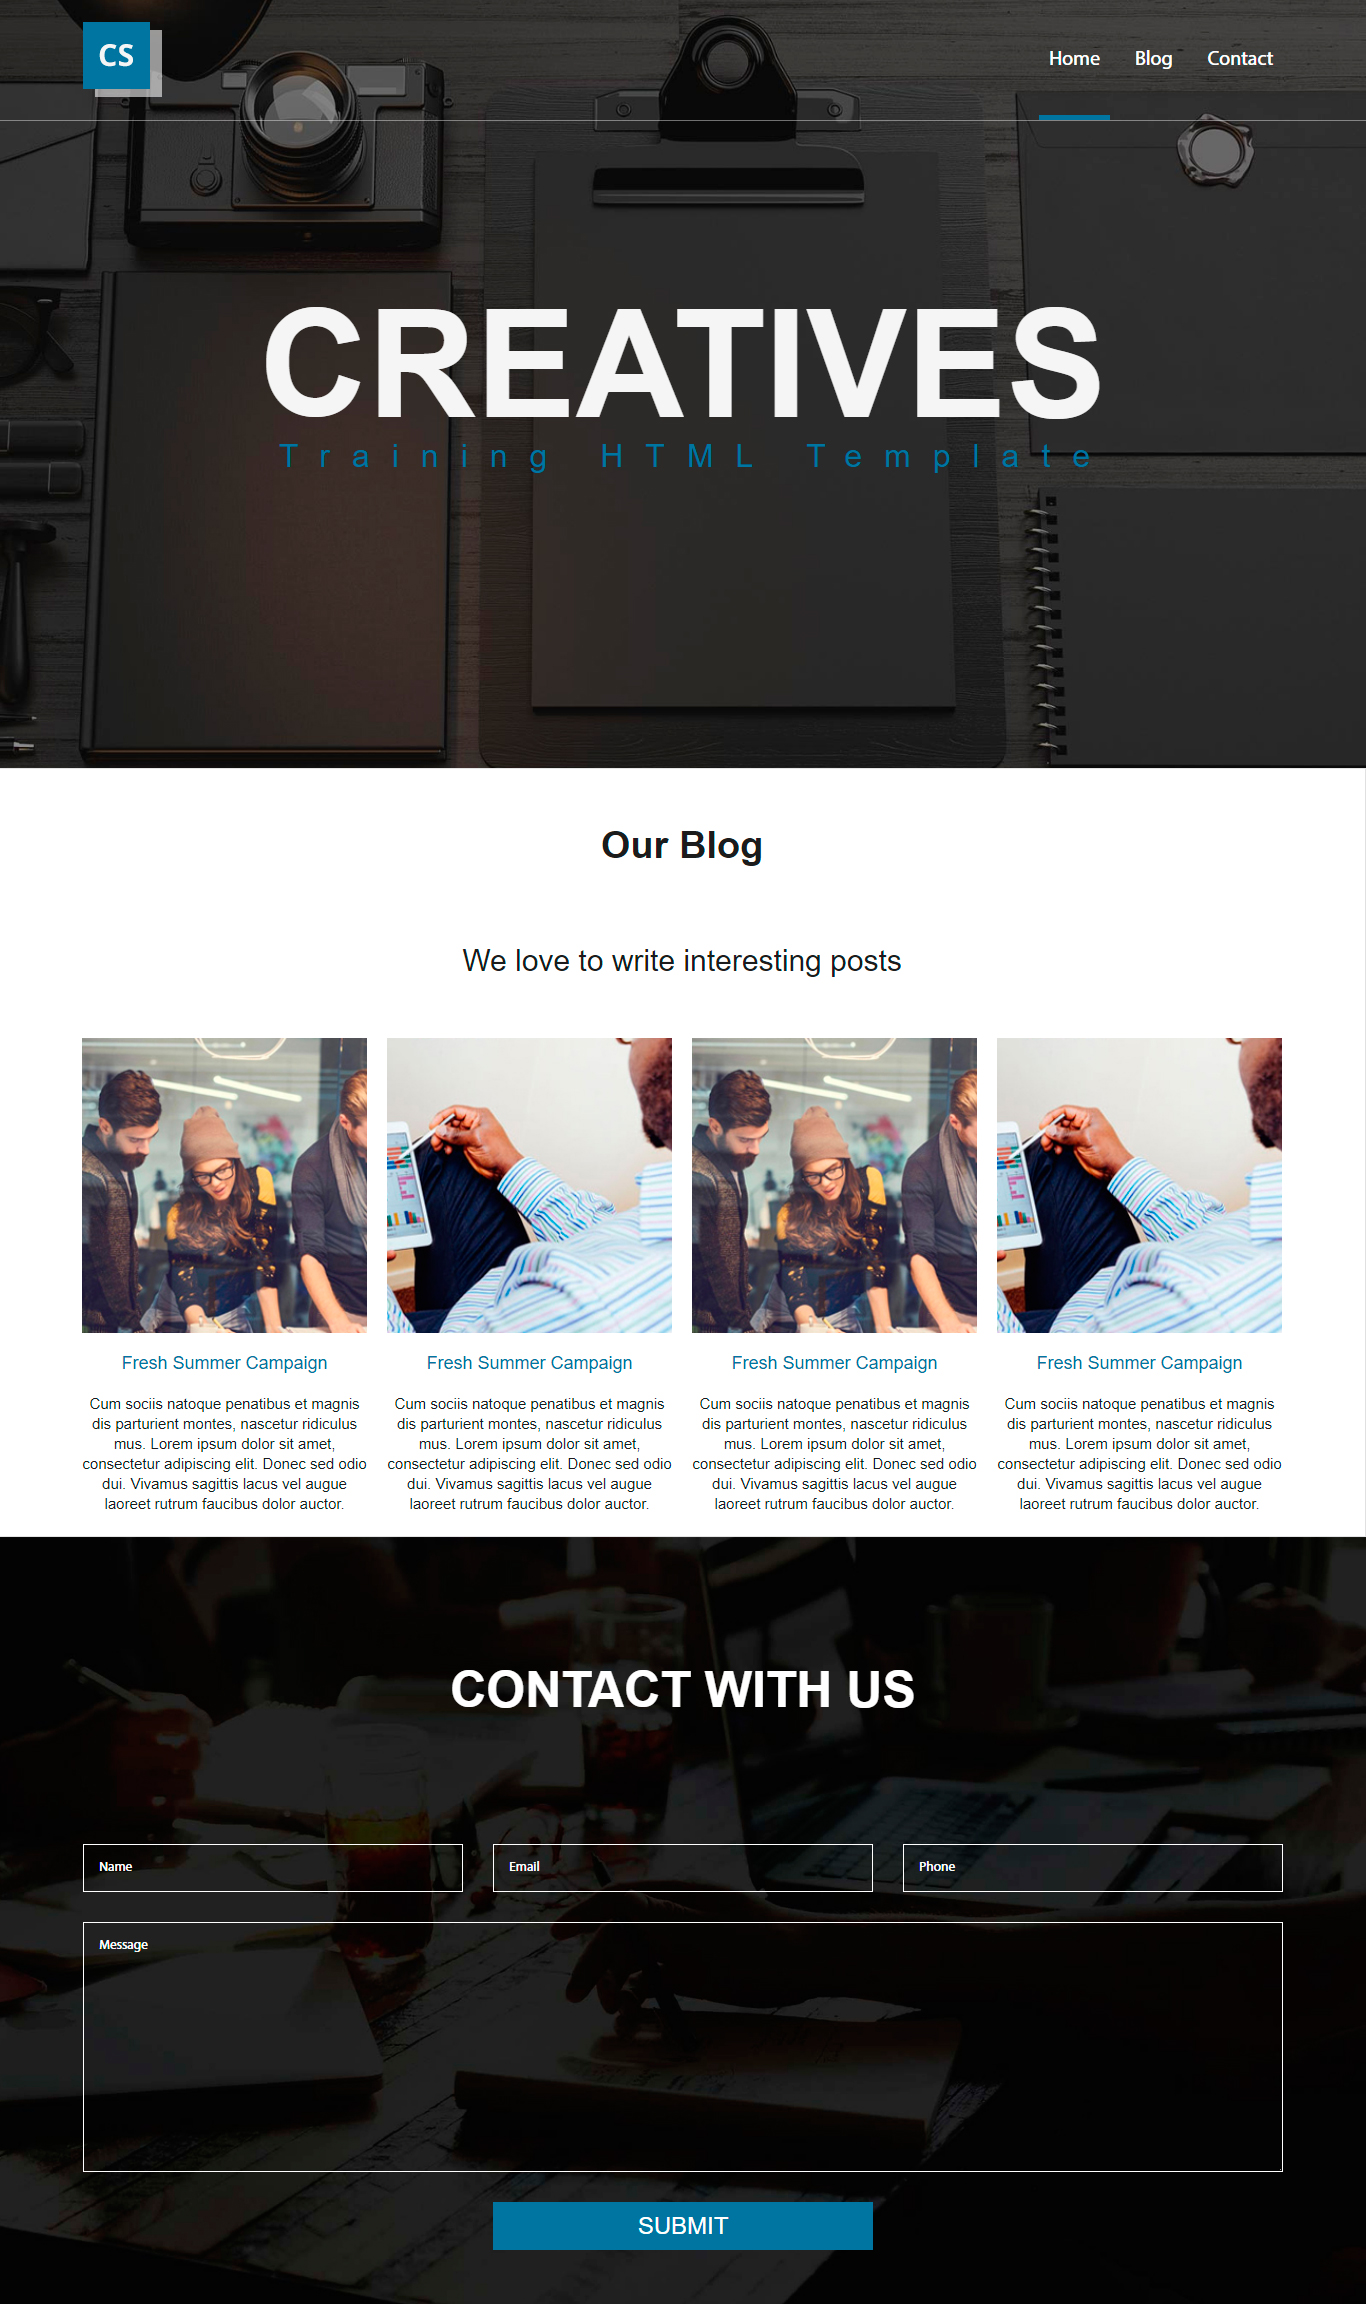 CS
Home Blog Contact
CREATIVES
Training HTML Template
Our Blog
We love to write interesting posts
Fresh Summer Campaign
Cum sociis natoque penatibus et magnis
dis parturient montes, nascetur ridiculus
mus. Lorem ipsum dolor sit amet,
consectetur adipiscing elit. Donec sed odio
dui. Vivamus sagittis lacus vel augue
laoreet rutrum faucibus dolor auctor.
Fresh Summer Campaign
Cum sociis natoque penatibus et magnis
dis parturient montes, nascetur ridiculus
mus. Lorem ipsum dolor sit amet,
consectetur adipiscing elit. Donec sed odio
dui. Vivamus sagittis lacus vel augue
laoreet rutrum faucibus dolor auctor.
Fresh Summer Campaign
Cum sociis natoque penatibus et magnis
dis parturient montes, nascetur ridiculus
mus. Lorem ipsum dolor sit amet,
consectetur adipiscing elit. Donec sed odio
dui. Vivamus sagittis lacus vel augue
laoreet rutrum faucibus dolor auctor.
Fresh Summer Campaign
Cum sociis natoque penatibus et magnis
dis parturient montes, nascetur ridiculus
mus. Lorem ipsum dolor sit amet,
consectetur adipiscing elit. Donec sed odio
dui. Vivamus sagittis lacus vel augue
laoreet rutrum faucibus dolor auctor.
CONTACT WITH US
Name
Email
Phone
Message
SUBMIT